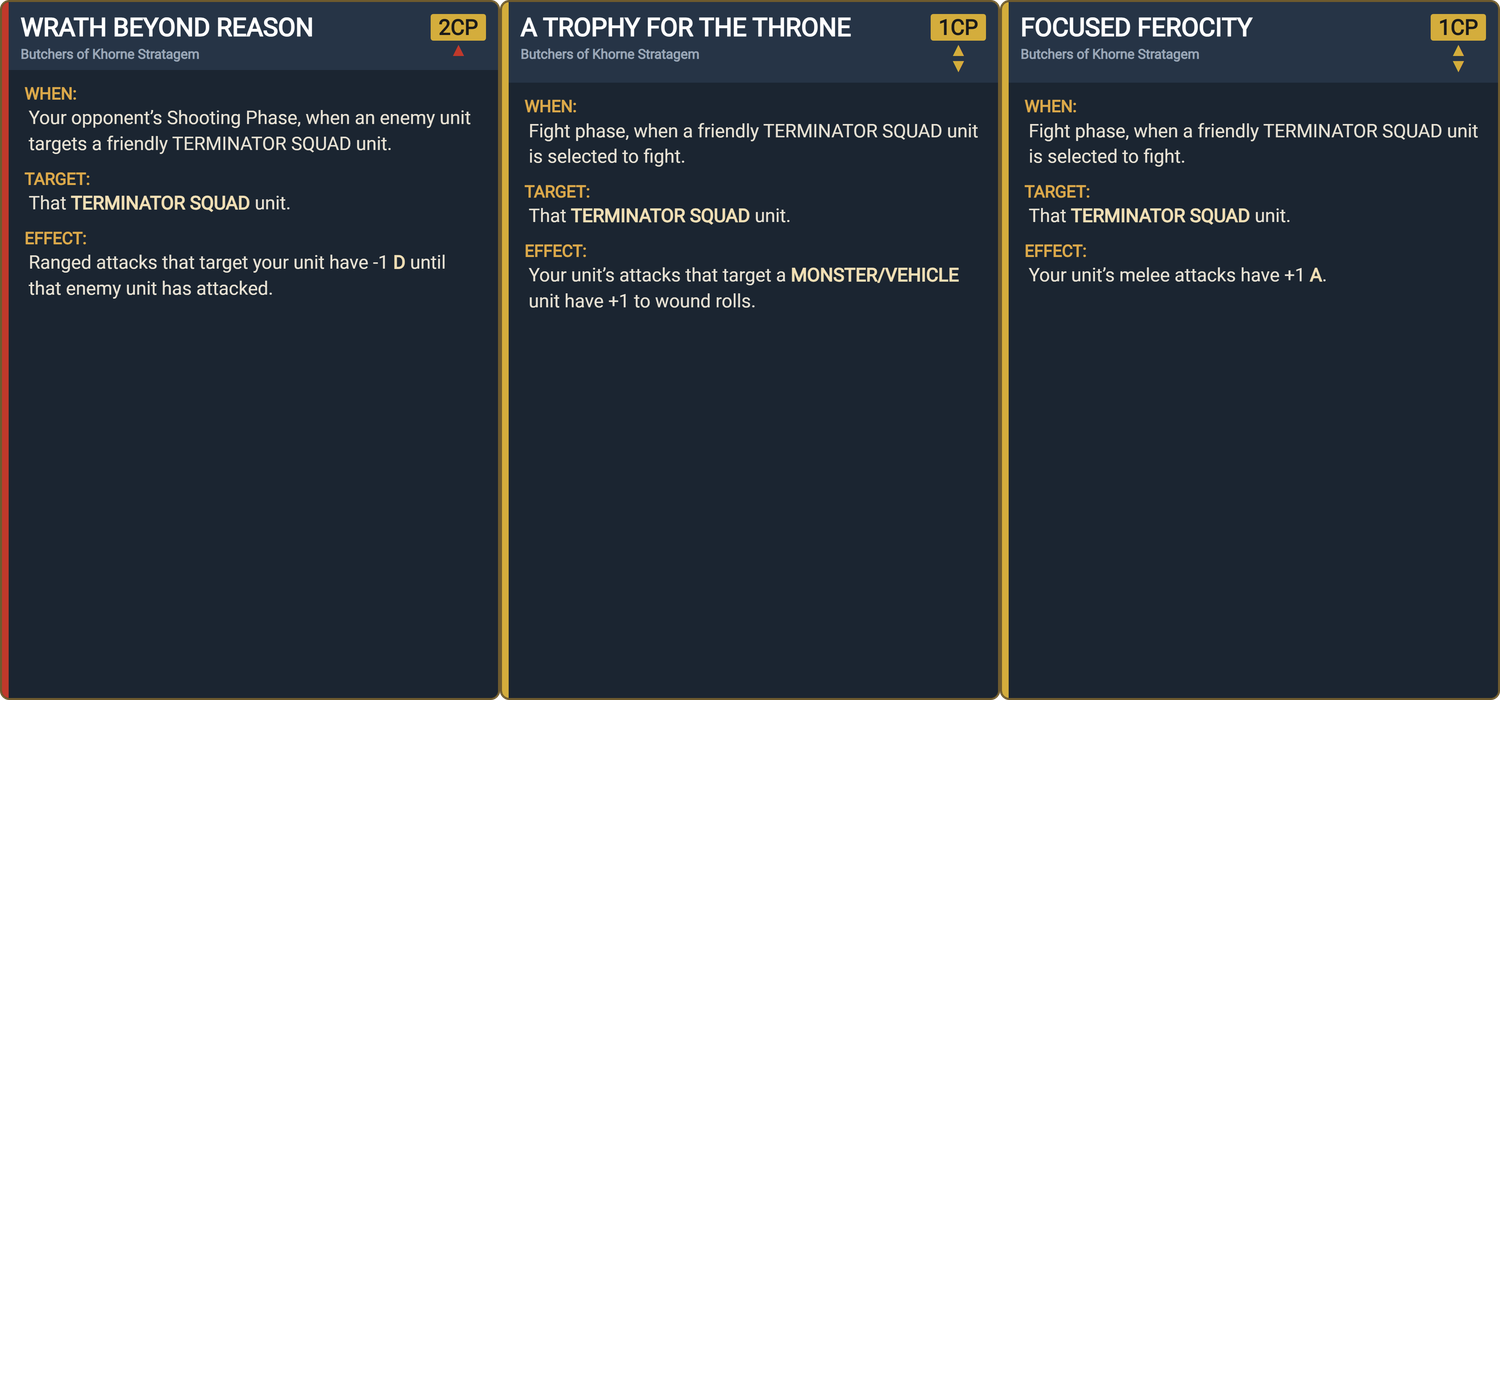 WRATH BEYOND REASON
2CP
Butchers of Khorne Stratagem
WHEN:
Your opponent’s Shooting Phase, when an enemy unit
targets a friendly TERMINATOR SQUAD unit.
TARGET:
That TERMINATOR SQUAD unit.
EFFECT:
Ranged attacks that target your unit have -1 D until
that enemy unit has attacked.
A TROPHY FOR THE THRONE
1CP
Butchers of Khorne Stratagem
WHEN:
Fight phase, when a friendly TERMINATOR SQUAD unit
is selected to fight.
TARGET:
That TERMINATOR SQUAD unit.
EFFECT:
Your unit’s attacks that target a MONSTER/VEHICLE
unit have +1 to wound rolls.
FOCUSED FEROCITY
1CP
Butchers of Khorne Stratagem
WHEN:
Fight phase, when a friendly TERMINATOR SQUAD unit
is selected to fight.
TARGET:
That TERMINATOR SQUAD unit.
EFFECT:
Your unit’s melee attacks have +1 A.